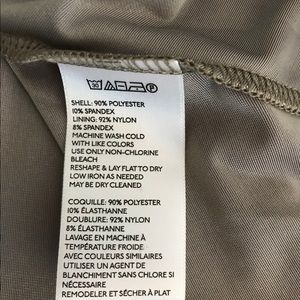 SHELL: 90% POLYESTER
10% SPANDEX
LINING: 92% NYLON
8% SPANDEX
MACHINE WASH COLD
WITH LIKE COLORS
USE ONLY NON-CHLORINE
BLEACH
RESHAPE & LAY FLAT TO DRY
LOW IRON AS NEEDED
MAY BE DRY CLEANED
COQUILLE: 90% POLYESTER
10% ÉLASTHANNE
DOUBLURE: 92% NYLON
8% ÉLASTHANNE
LAVAGE EN MACHINE À
TEMPÉRATURE FROIDE
AVEC COULEURS SIMILAIRES
UTILISER UN AGENT DE
BLANCHIMENT SANS CHLORE SI
NÉCESSAIRE
REMODELER ET SÉCHER À PLAT